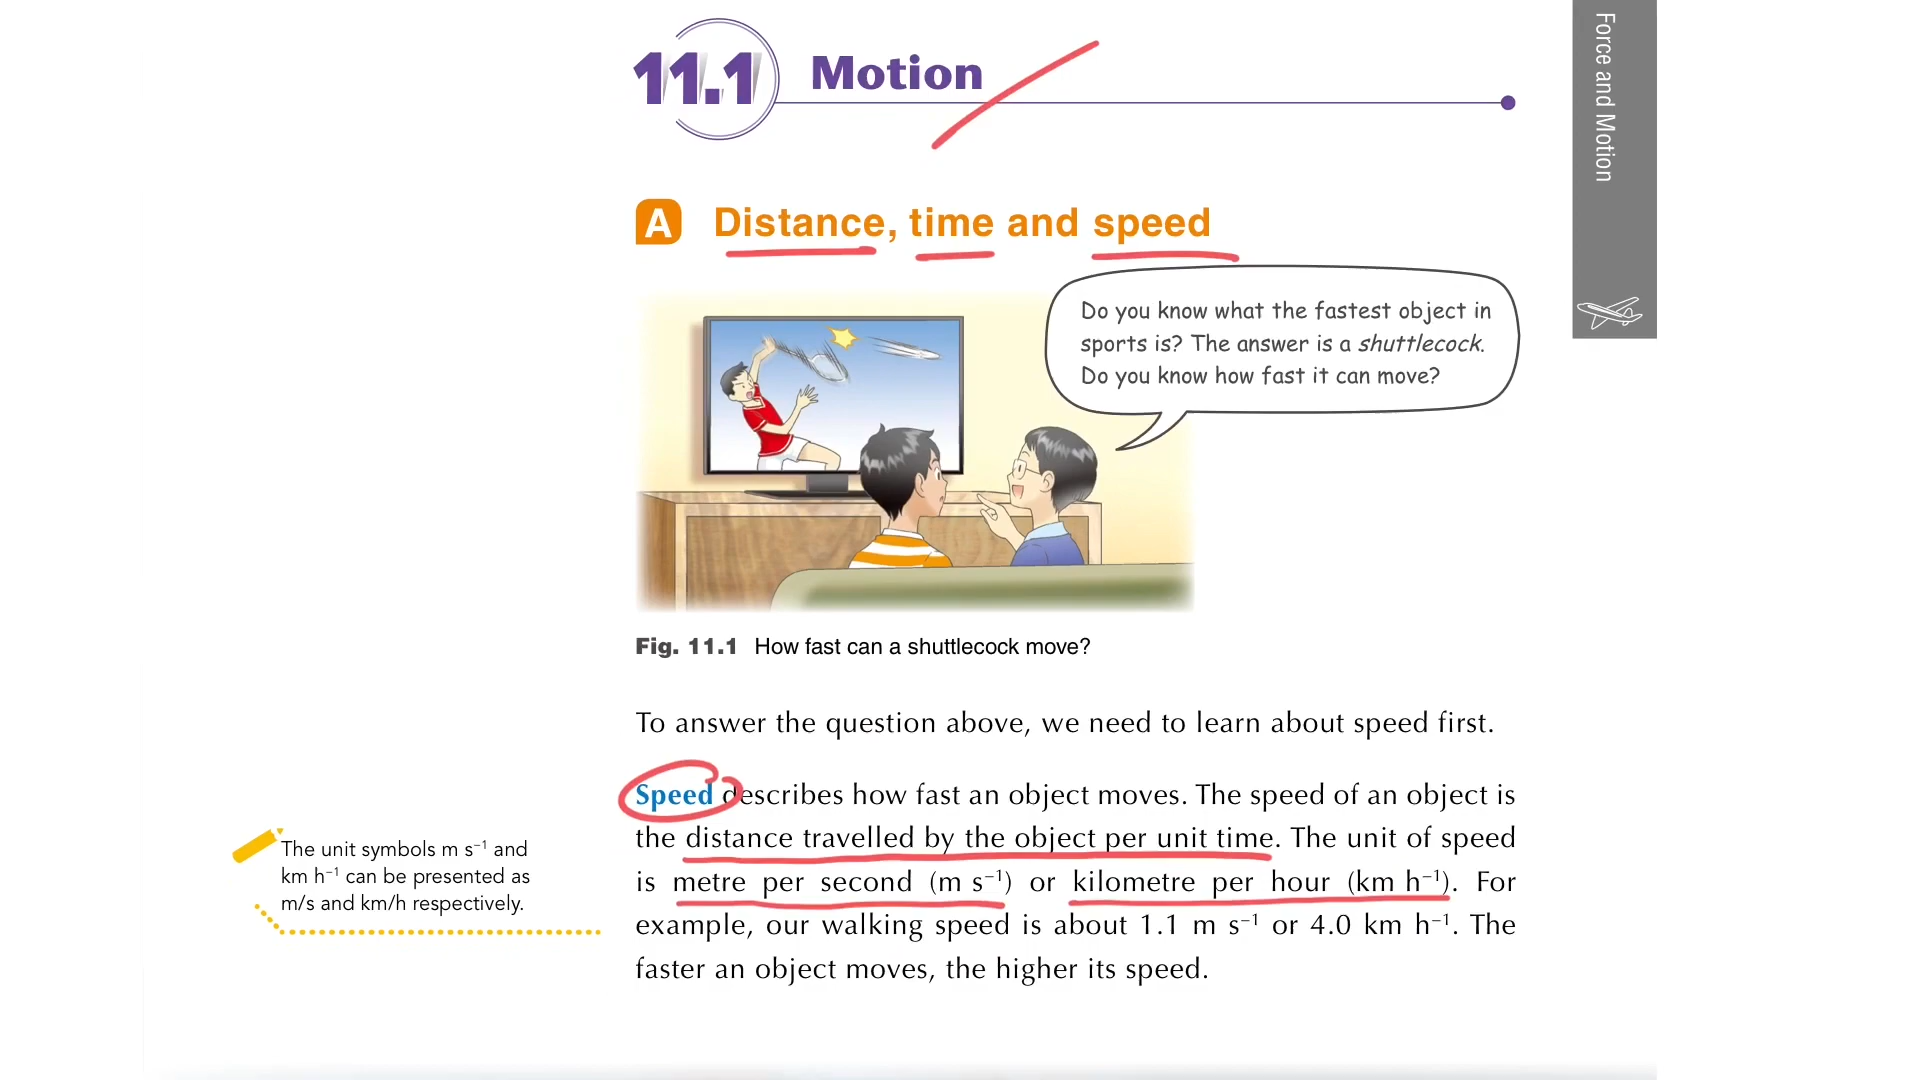 11.1 Motion
Force and Motion
A Distance, time and speed
Do you know what the fastest object in
sports is? The answer is a shuttlecock.
Do you know how fast it can move?
Fig. 11.1 How fast can a shuttlecock move?
To answer the question above, we need to learn about speed first.
Speed describes how fast an object moves. The speed of an object is
the distance travelled by the object per unit time. The unit of speed
is metre per second (m s⁻¹) or kilometre per hour (km h⁻¹). For
example, our walking speed is about 1.1 m s⁻¹ or 4.0 km h⁻¹. The
faster an object moves, the higher its speed.
The unit symbols m s⁻¹ and
km h⁻¹ can be presented as
m/s and km/h respectively.